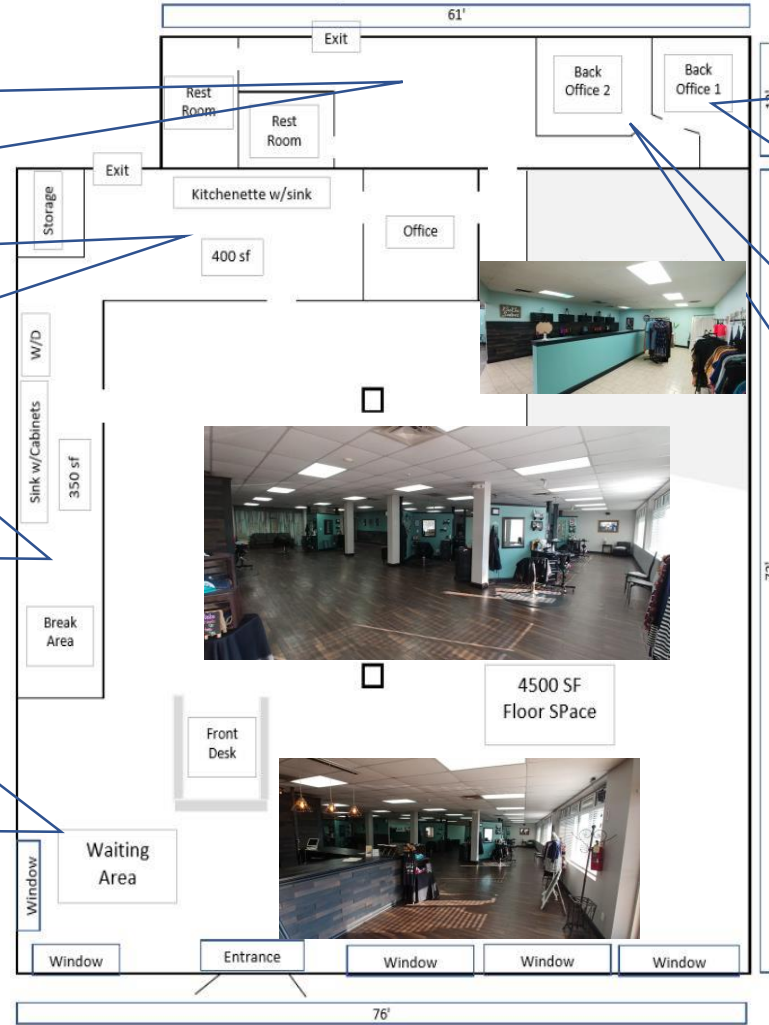 61'
Exit
Rest
Room
Rest
Room
Back
Office 2
Back
Office 1
Exit
Storage
Kitchenette w/sink
400 sf
Office
W/D
Sink w/Cabinets
350 sf
Break
Area
4500 SF
Floor SPace
Front
Desk
Waiting
Area
Window
Window
Entrance
Window
Window
Window
76'